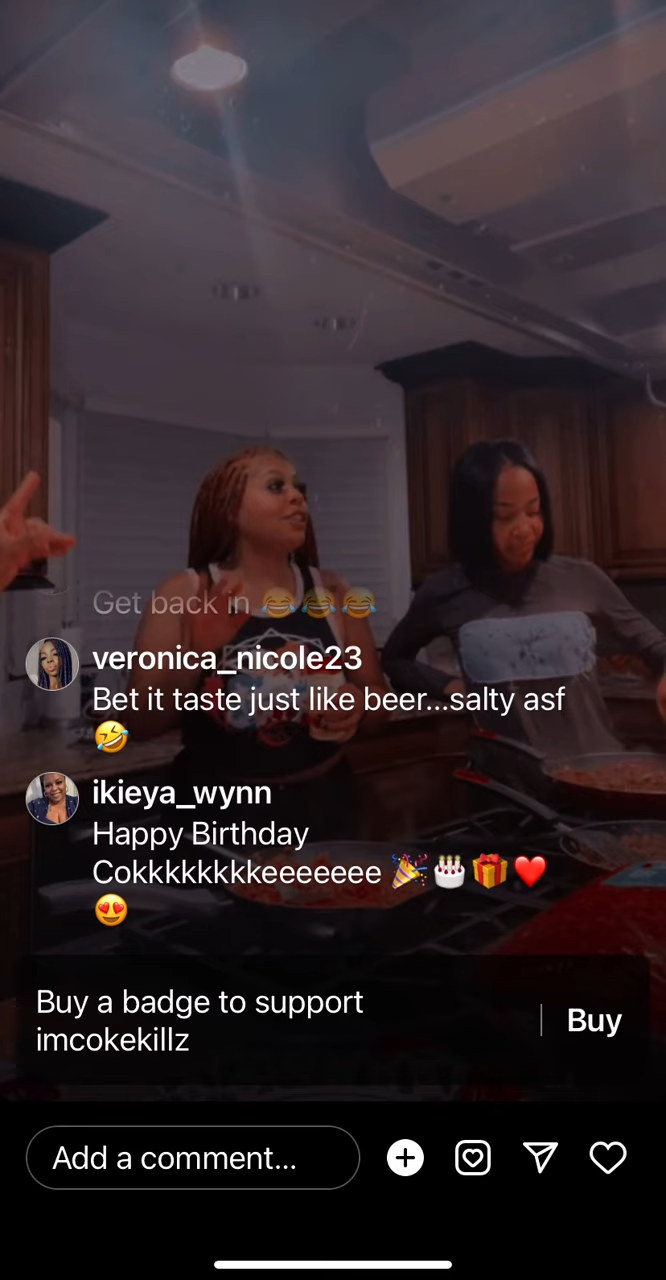 Get back in 😂😂😂
veronica_nicole23
Bet it taste just like beer...salty asf
🤣
ikieya_wynn
Happy Birthday
Cokkkkkkkkeeeeeee 🎉🎂🎁❤️
😍
Buy a badge to support
imcokekillz
Buy
Add a comment...